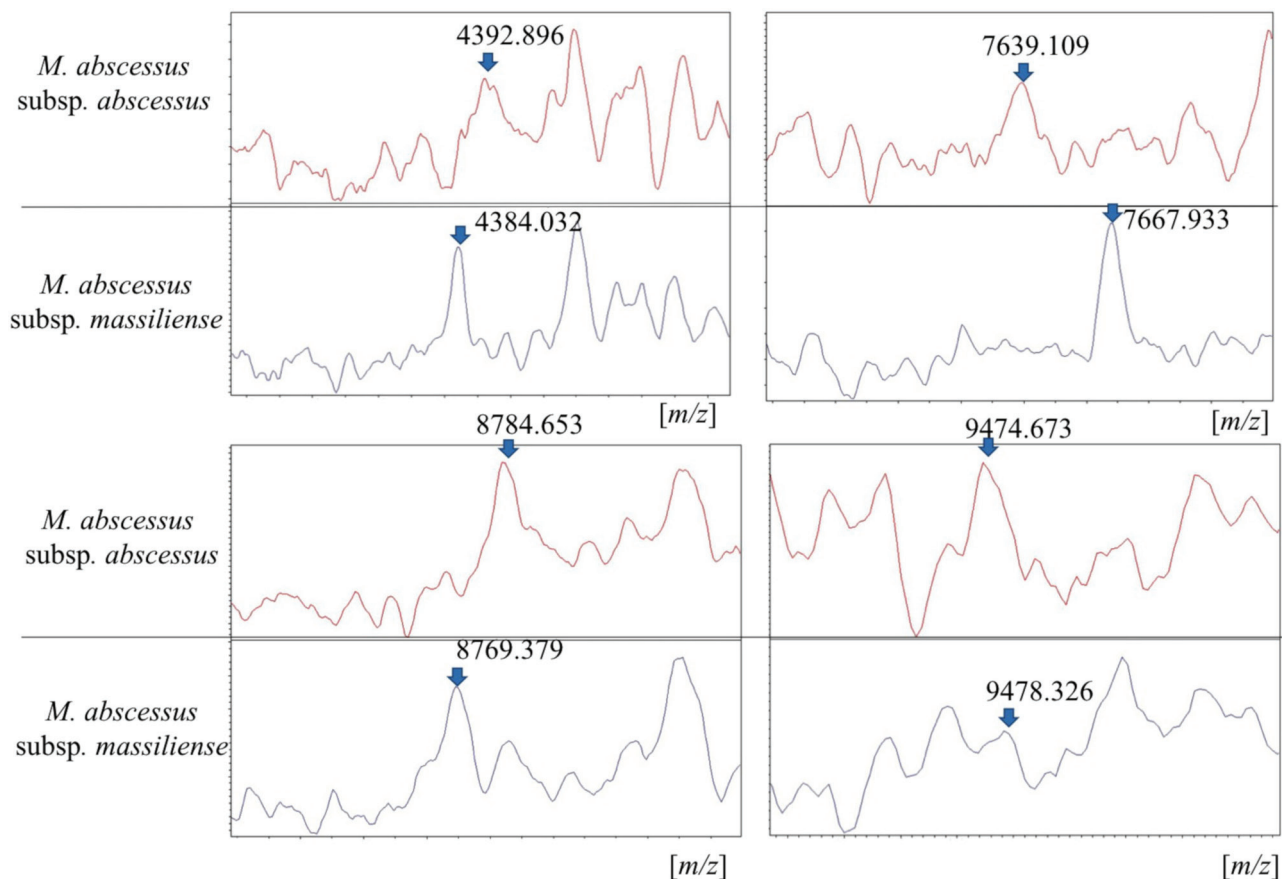 4392.896
7639.109
M. abscessus
subsp. abscessus
4384.032
7667.933
M. abscessus
subsp. massiliense
[m/z]
[m/z]
8784.653
9474.673
M. abscessus
subsp. abscessus
8769.379
9478.326
M. abscessus
subsp. massiliense
[m/z]
[m/z]